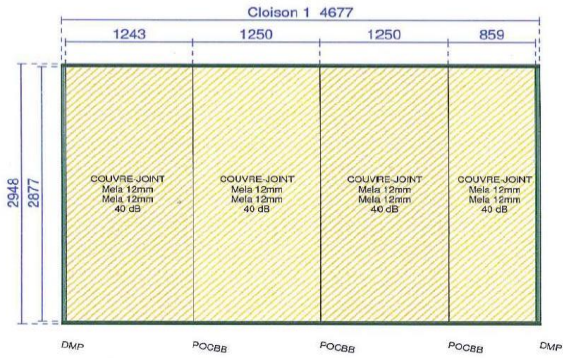 Cloison 1 4677
1243 1250 1250 859
2948
2877
COUVRE-JOINT COUVRE-JOINT COUVRE-JOINT COUVRE-JOINT
Mela 12mm Mela 12mm Mela 12mm Mela 12mm
Mela 12mm Mela 12mm Mela 12mm Mela 12mm
40 dB 40 dB 40 dB 40 dB
DMP POCBB POCBB POCBB DMP